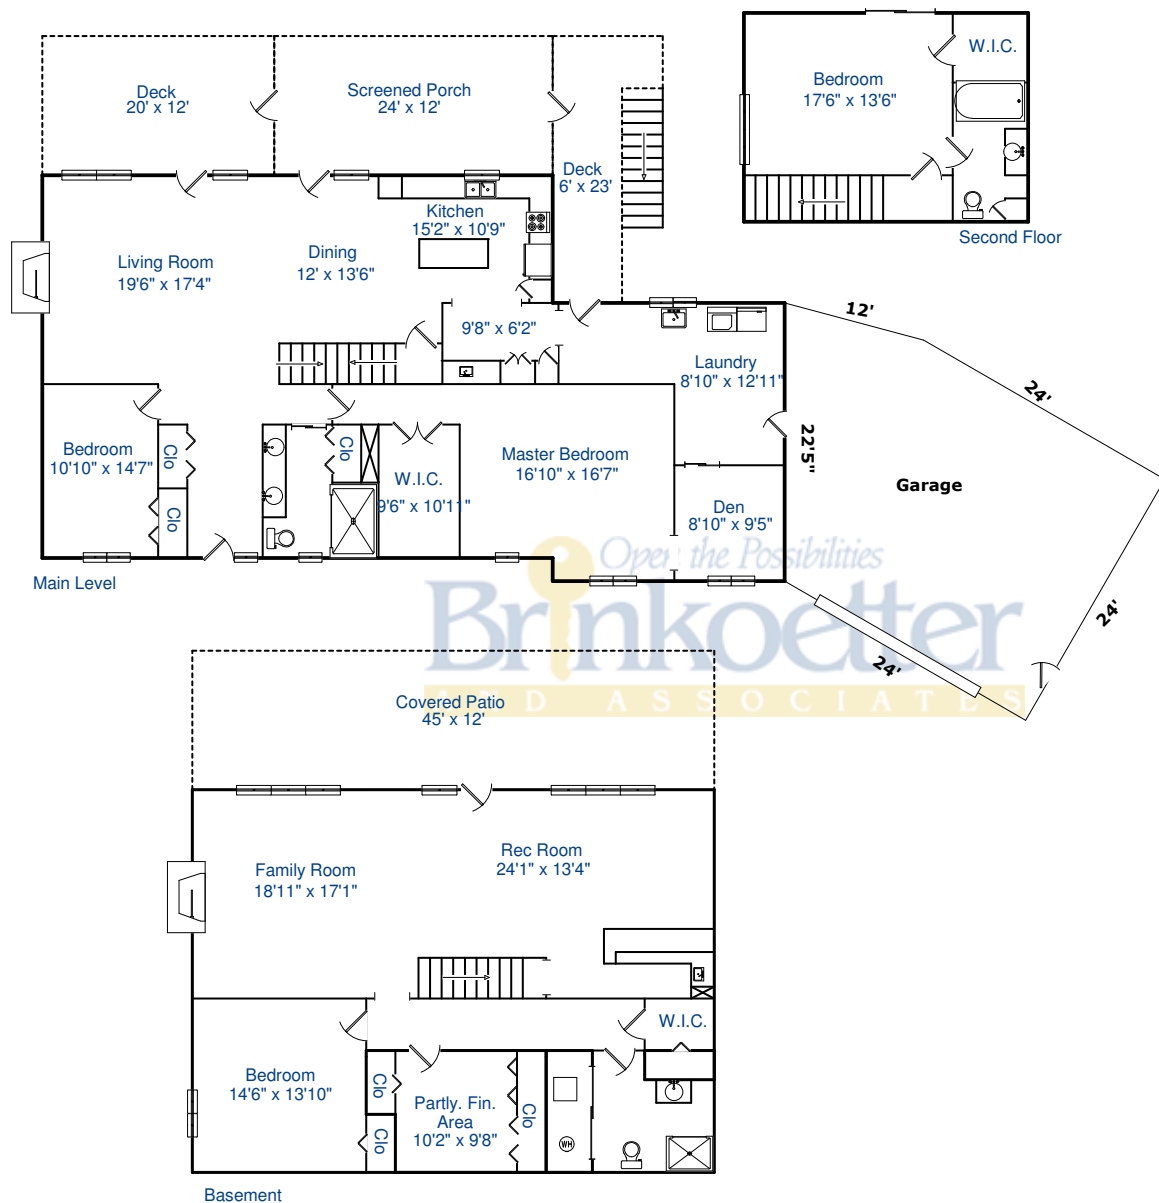 Deck
20' x 12'
Screened Porch
24' x 12'
Deck
6' x 23'
Kitchen
15'2" x 10'9"
Living Room
19'6" x 17'4"
Dining
12' x 13'6"
9'8" x 6'2"
Laundry
8'10" x 12'11"
Bedroom
10'10" x 14'7"
Clo
Clo
Clo
W.I.C.
9'6" x 10'11"
Master Bedroom
16'10" x 16'7"
Den
8'10" x 9'5"
Main Level
Bedroom
17'6" x 13'6"
W.I.C.
Second Floor
12'
24'
22'5"
Garage
24'
24'
Open the Possibilities
Brinkoetter
AND ASSOCIATES
Covered Patio
45' x 12'
Family Room
18'11" x 17'1"
Rec Room
24'1" x 13'4"
W.I.C.
Bedroom
14'6" x 13'10"
Clo
Clo
Partly. Fin.
Area
10'2" x 9'8"
Clo
WH
Basement